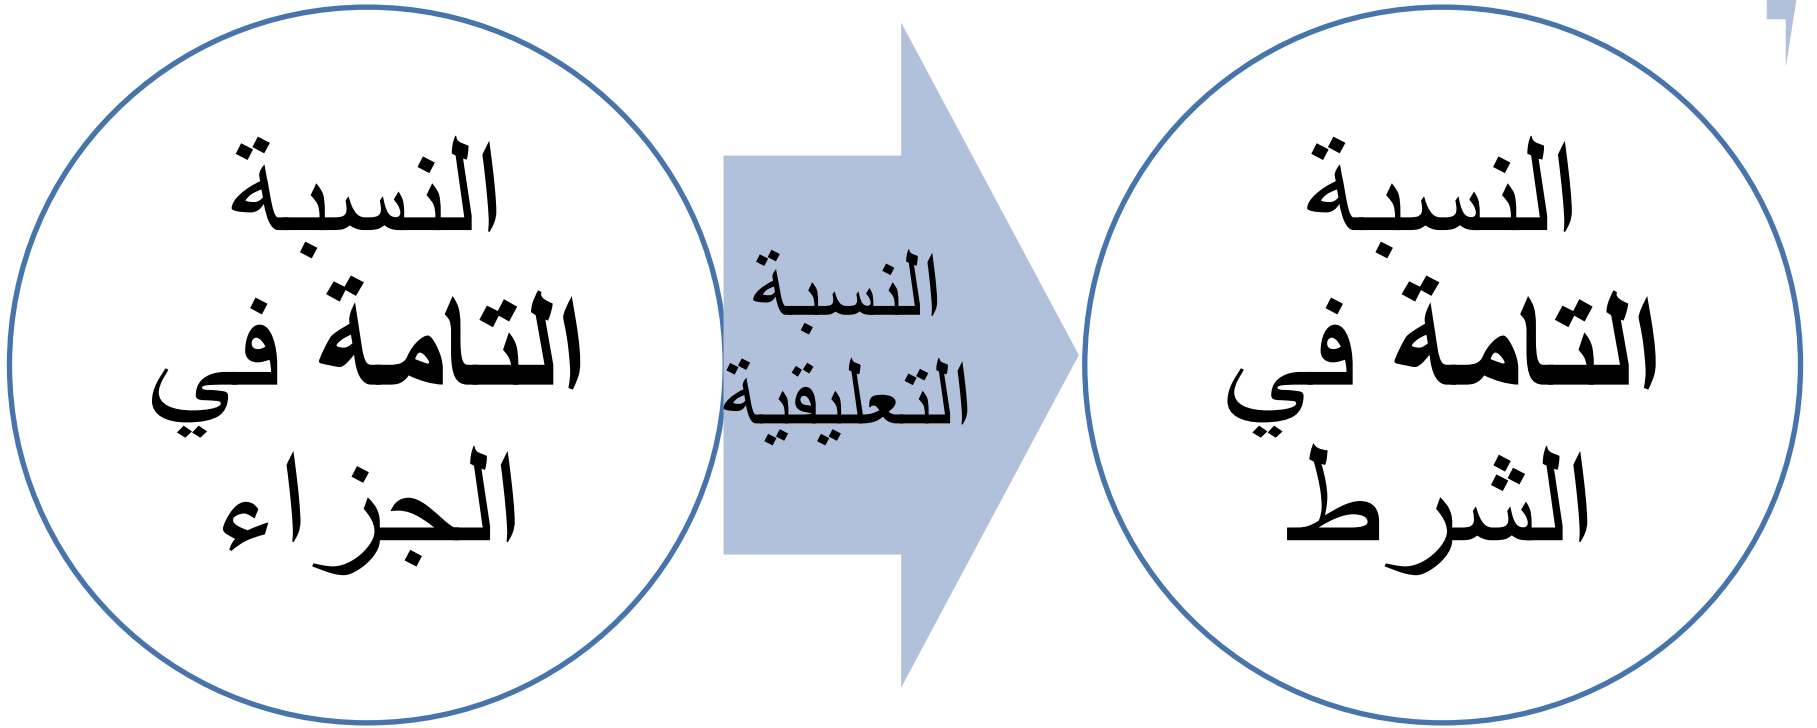 النسبة
التامة في
الشرط
النسبة
التعليقية
النسبة
التامة في
الجزاء